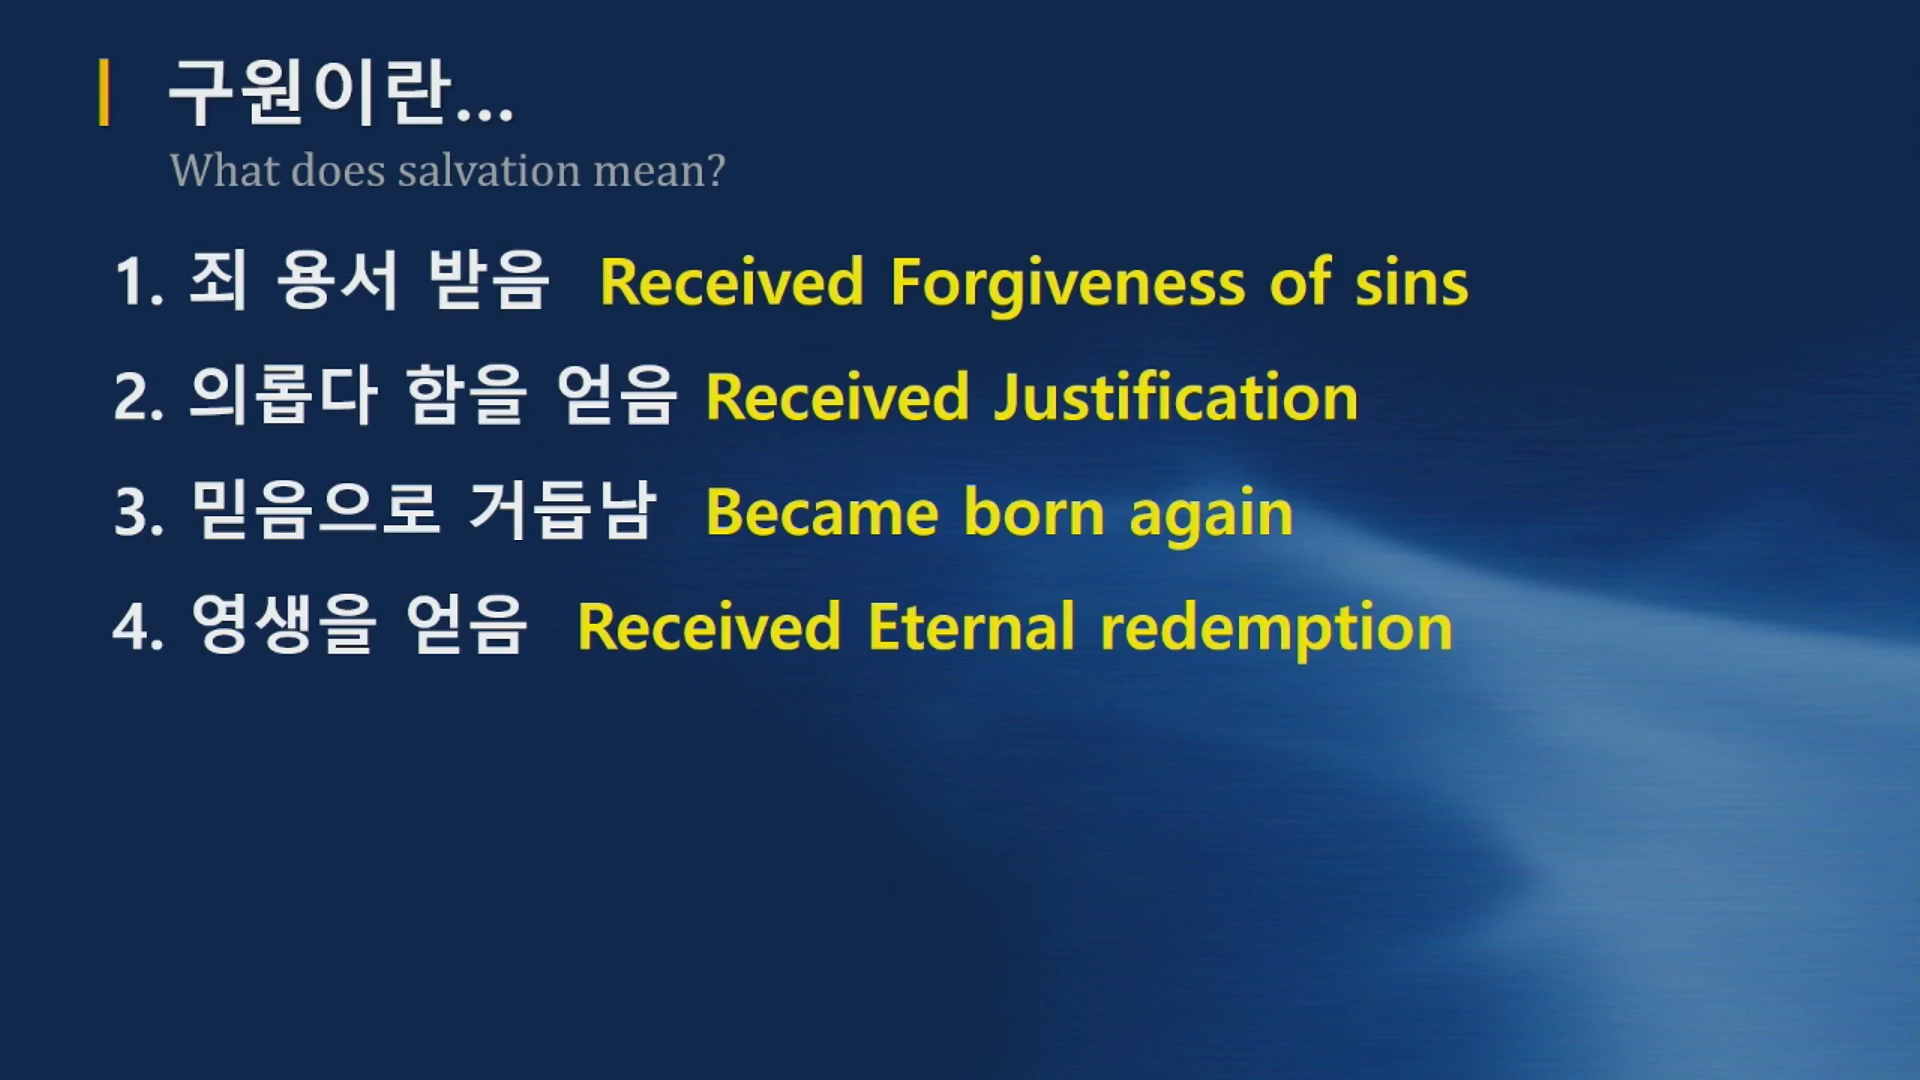 구원이란...
What does salvation mean?
1. 죄 용서 받음 Received Forgiveness of sins
2. 의롭다 함을 얻음 Received Justification
3. 믿음으로 거듭남 Became born again
4. 영생을 얻음 Received Eternal redemption